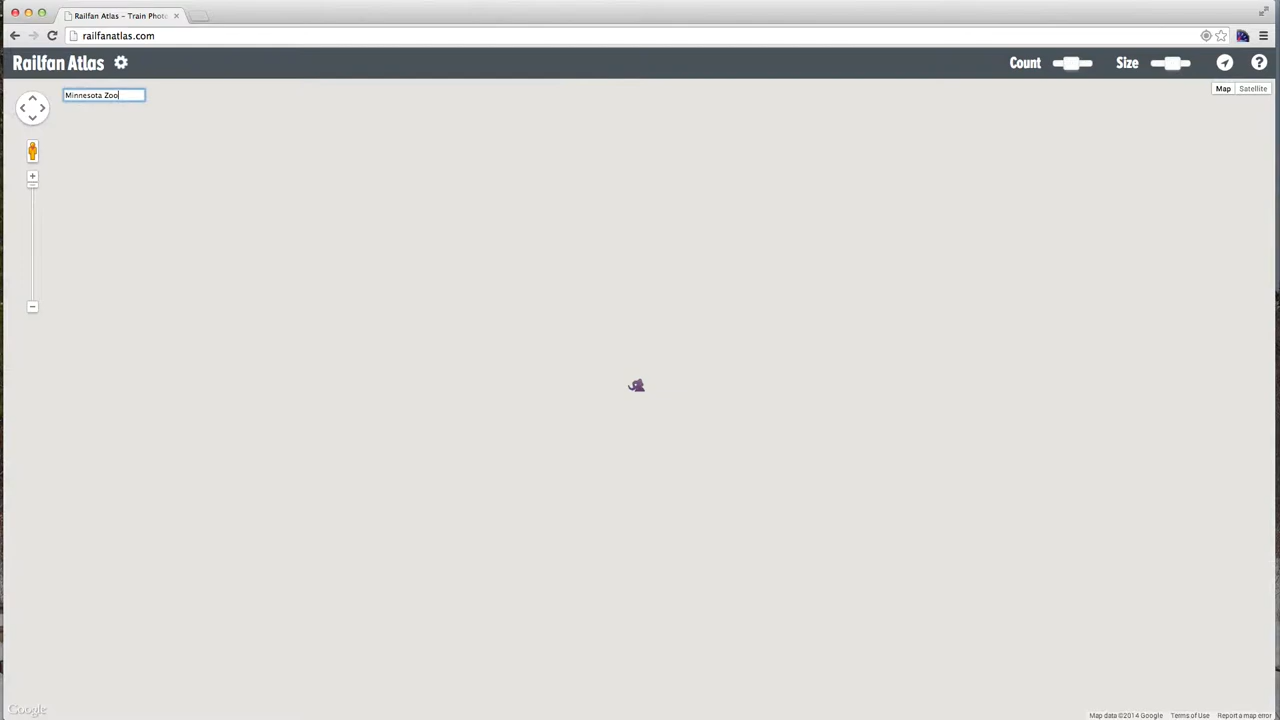 Railfan Atlas – Train Photo
railfanatlas.com
Railfan Atlas
Count
Size
Minnesota Zoo
Map
Satellite
Google
Map data ©2014 Google
Terms of Use
Report a map error